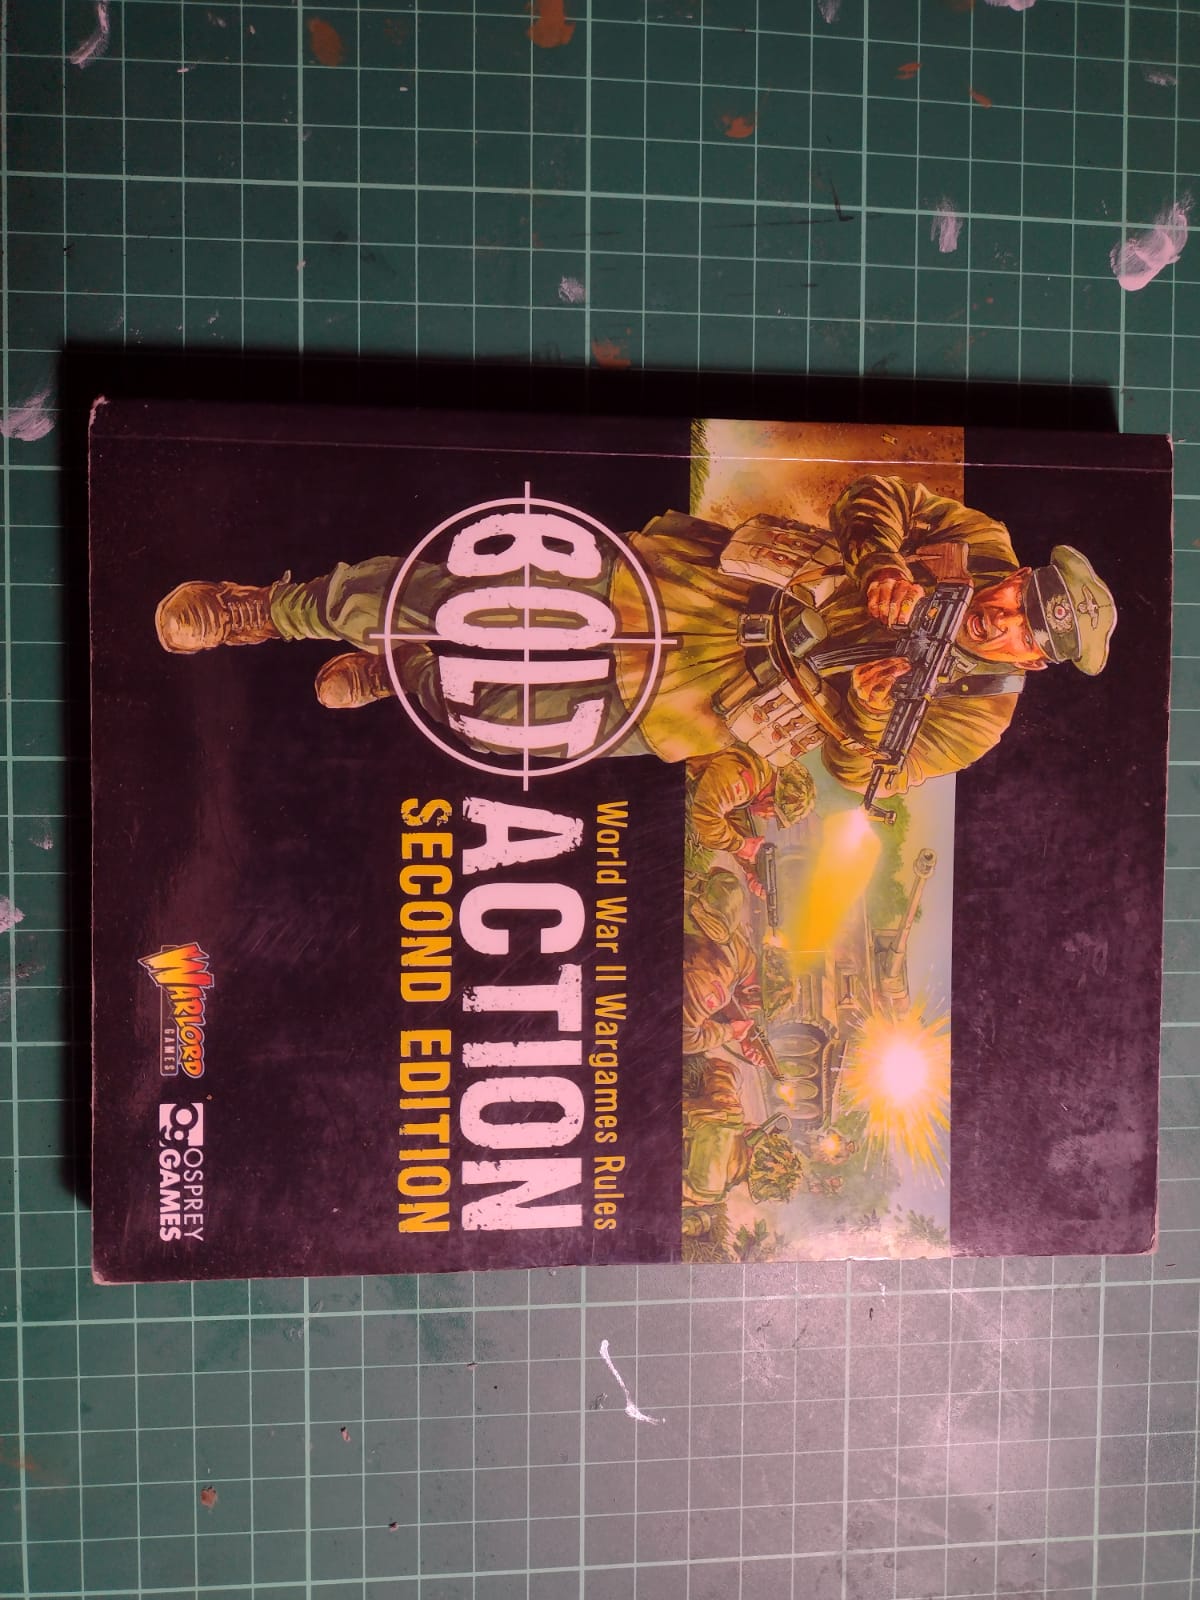 World War II Wargames Rules
BOLT ACTION
SECOND EDITION
WARLORD
GAMES
OSPREY
GAMES